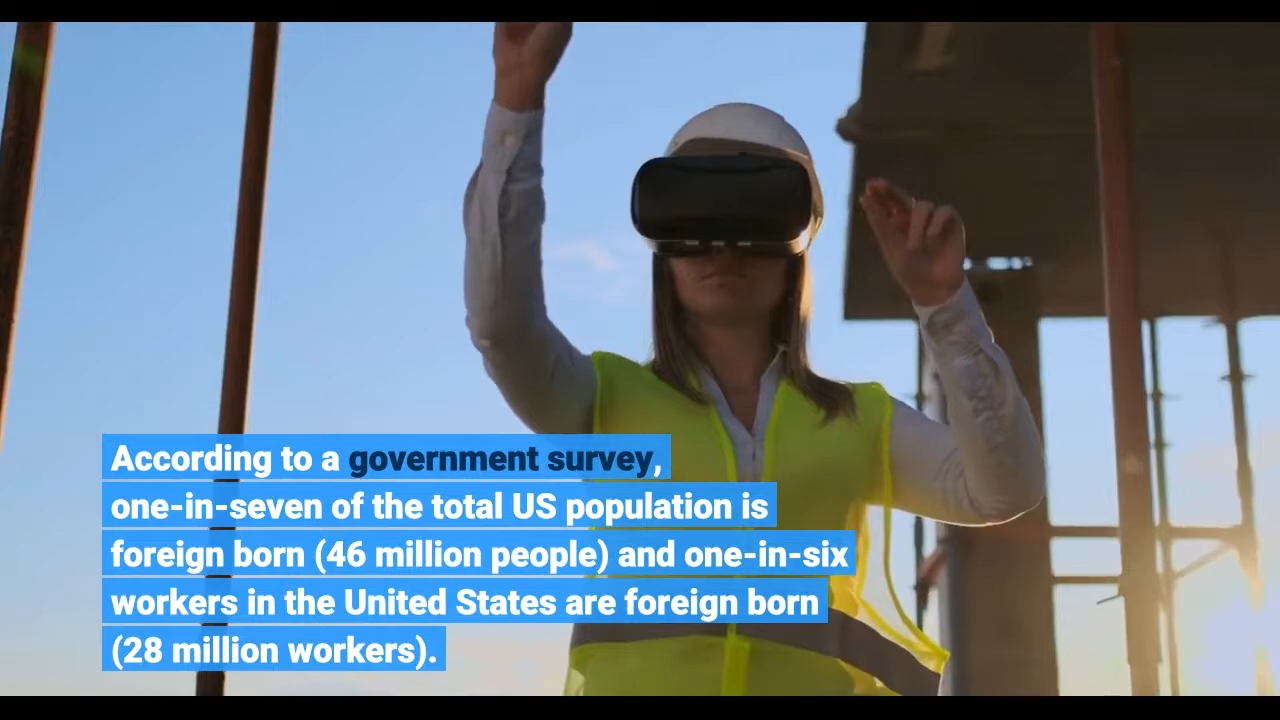 According to a government survey,
one-in-seven of the total US population is
foreign born (46 million people) and one-in-six
workers in the United States are foreign born
(28 million workers).